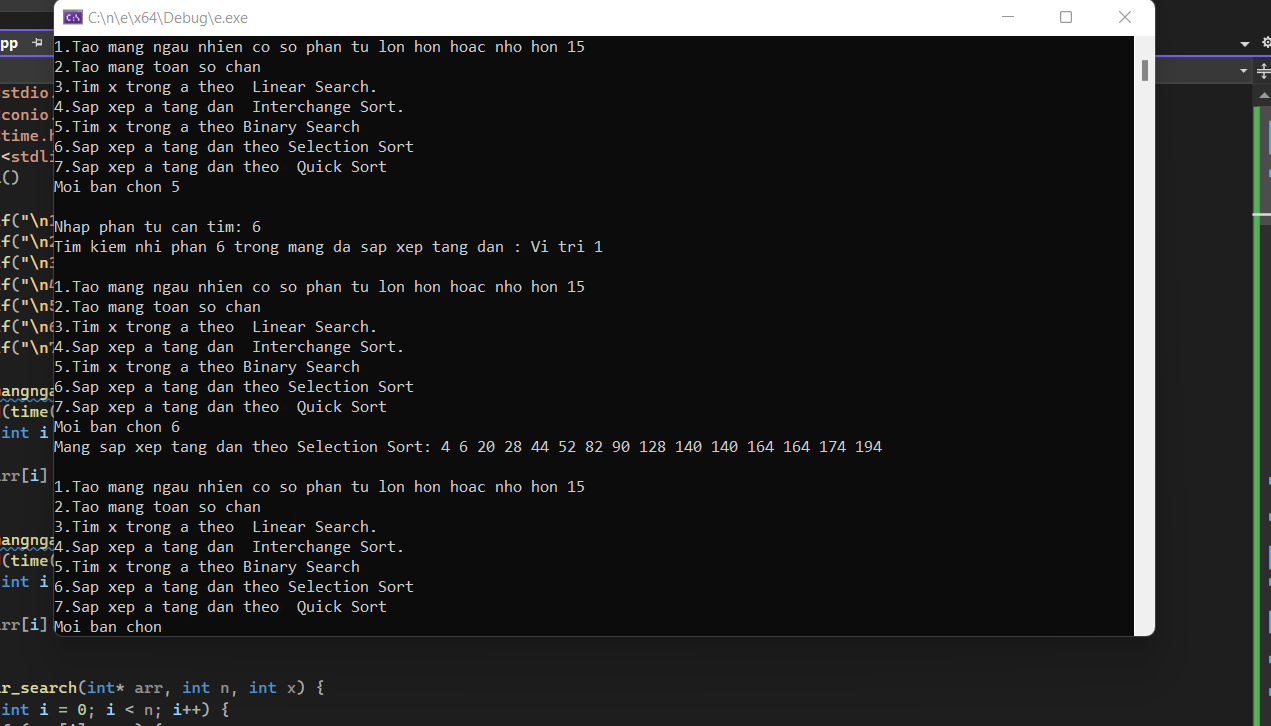 C:\n\e\x64\Debug\e.exe
1.Tao mang ngau nhien co so phan tu lon hon hoac nho hon 15
2.Tao mang toan so chan
3.Tim x trong a theo  Linear Search.
4.Sap xep a tang dan  Interchange Sort.
5.Tim x trong a theo Binary Search
6.Sap xep a tang dan theo Selection Sort
7.Sap xep a tang dan theo  Quick Sort
Moi ban chon 5
Nhap phan tu can tim: 6
Tim kiem nhi phan 6 trong mang da sap xep tang dan : Vi tri 1
1.Tao mang ngau nhien co so phan tu lon hon hoac nho hon 15
2.Tao mang toan so chan
3.Tim x trong a theo  Linear Search.
4.Sap xep a tang dan  Interchange Sort.
5.Tim x trong a theo Binary Search
6.Sap xep a tang dan theo Selection Sort
7.Sap xep a tang dan theo  Quick Sort
Moi ban chon 6
Mang sap xep tang dan theo Selection Sort: 4 6 20 28 44 52 82 90 128 140 140 164 164 174 194
1.Tao mang ngau nhien co so phan tu lon hon hoac nho hon 15
2.Tao mang toan so chan
3.Tim x trong a theo  Linear Search.
4.Sap xep a tang dan  Interchange Sort.
5.Tim x trong a theo Binary Search
6.Sap xep a tang dan theo Selection Sort
7.Sap xep a tang dan theo  Quick Sort
Moi ban chon
pp
stdio.
conio.
time.h
<stdli
()
f("\n1
f("\n2
f("\n3
f("\n4
f("\n5
f("\n6
f("\n7
angnga
(time(
int i
rr[i]
angnga
(time(
int i
rr[i]
r_search(int* arr, int n, int x) {
int i = 0; i < n; i++) {